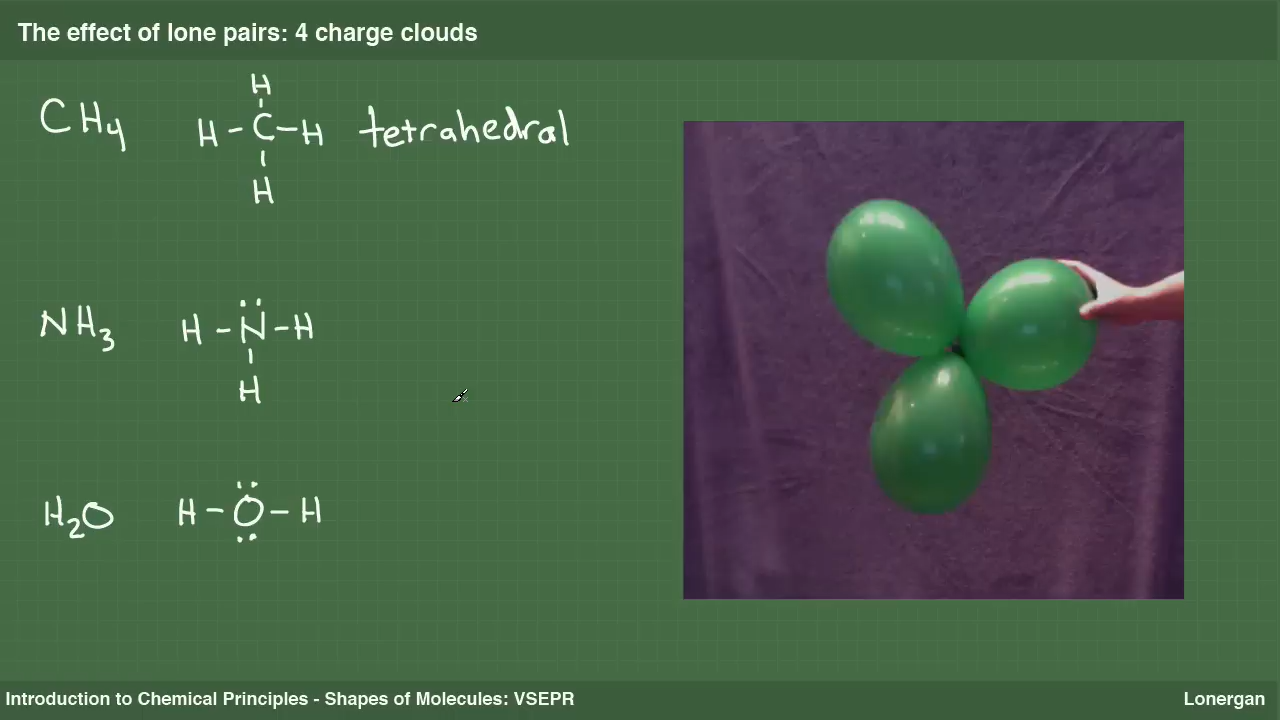 The effect of lone pairs: 4 charge clouds
H
CH4 H - C - H tetrahedral
H
NH3 H - N - H
H
H2O H - O - H
Introduction to Chemical Principles - Shapes of Molecules: VSEPR
Lonergan